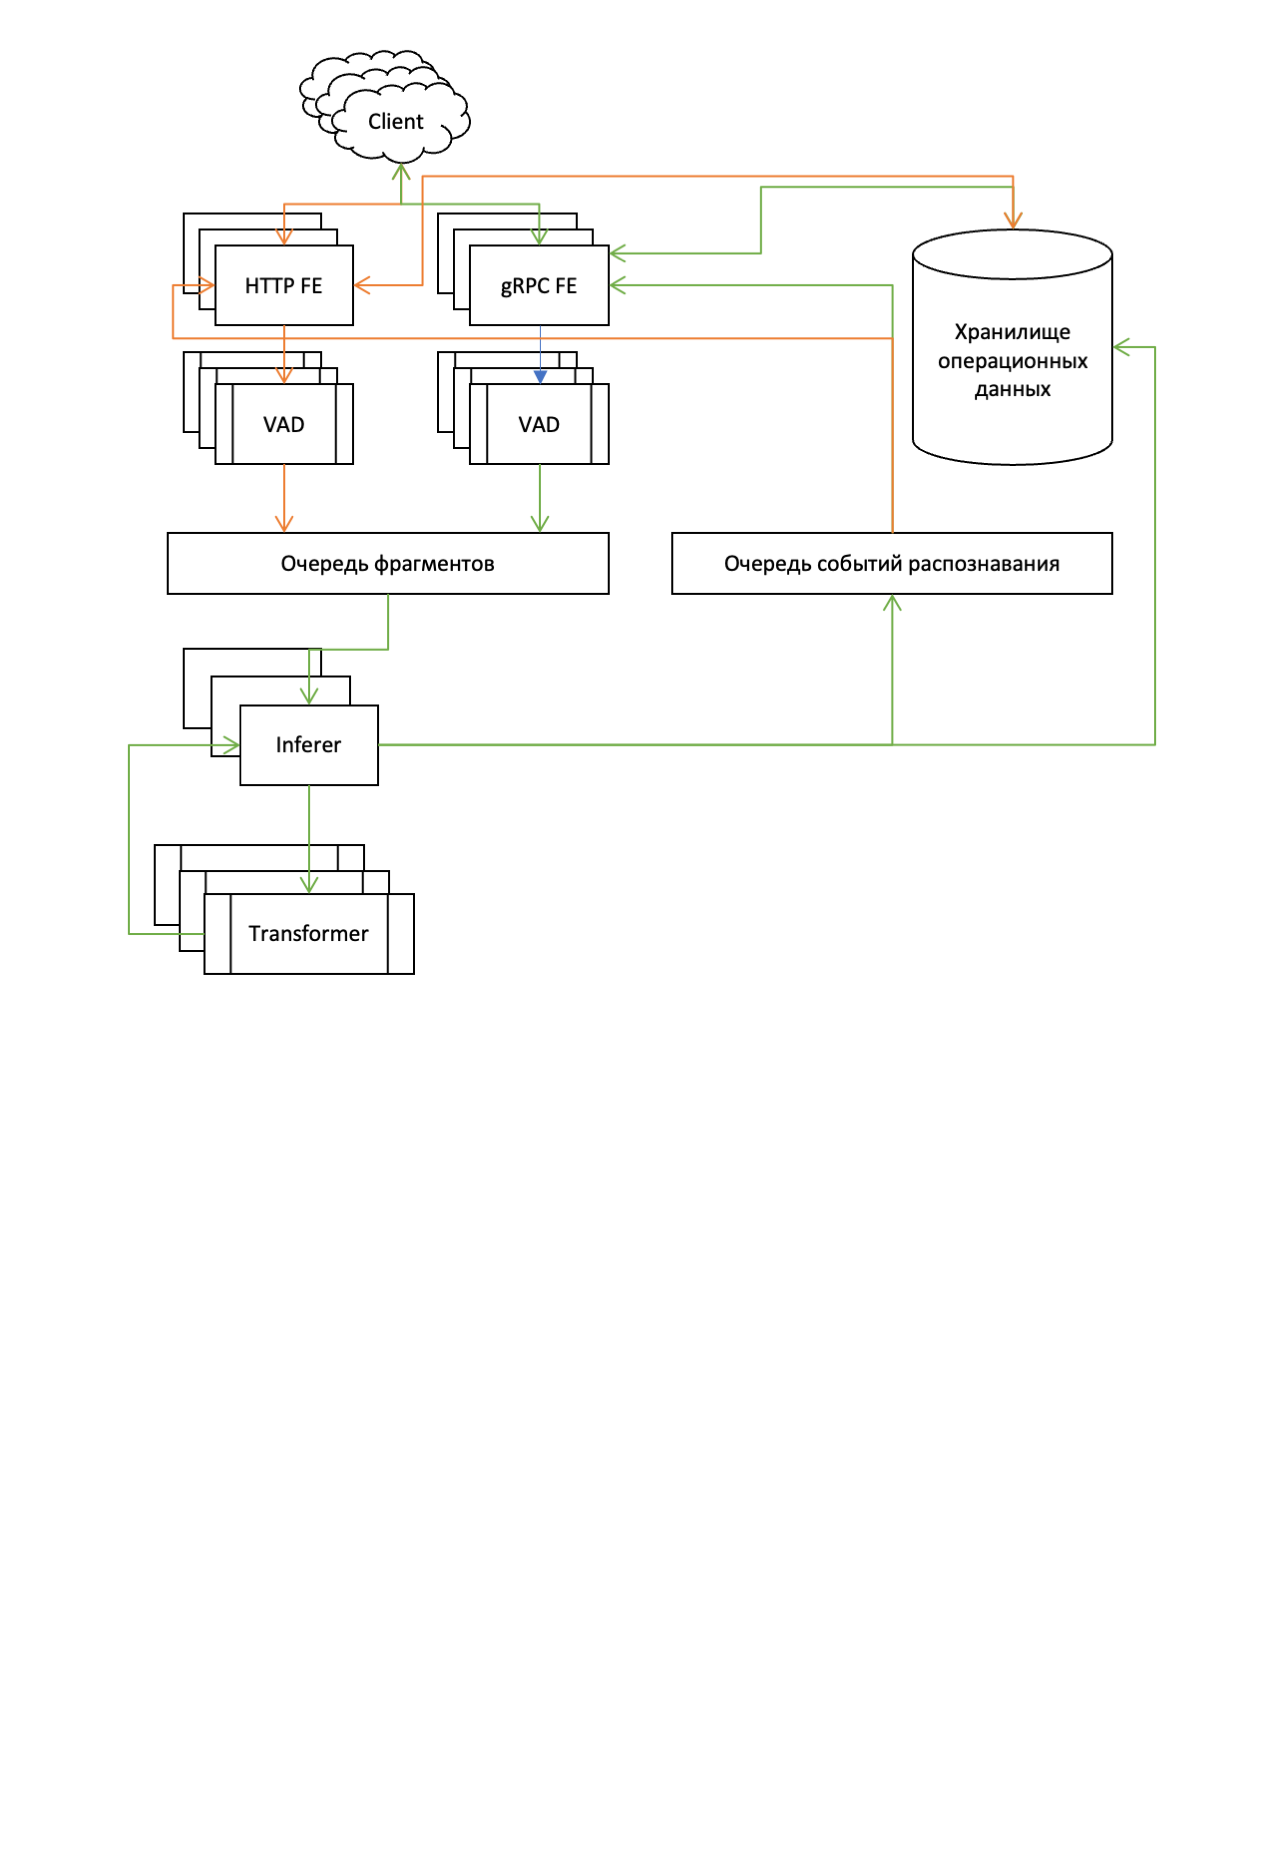 Client
HTTP FE
gRPC FE
Хранилище
операционных
данных
VAD
VAD
Очередь фрагментов
Очередь событий распознавания
Inferer
Transformer